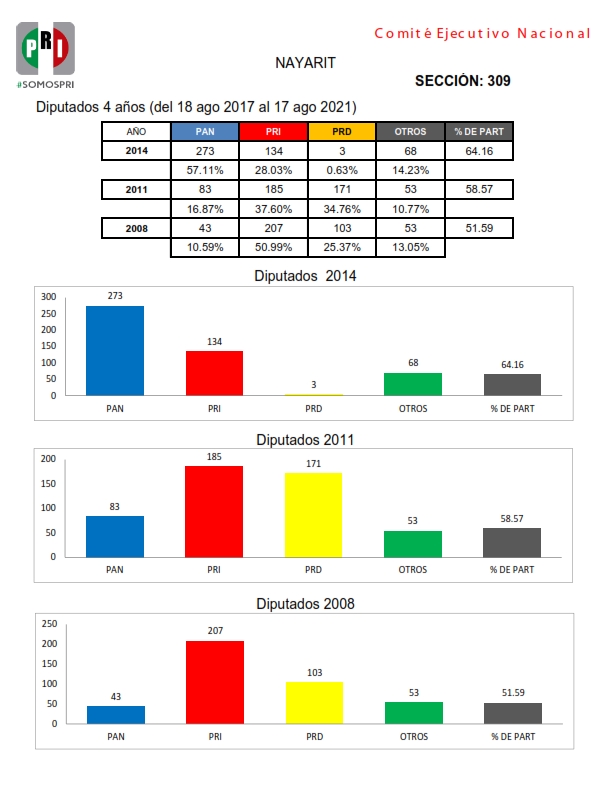 PRI
#SOMOSPRI
Comité Ejecutivo Nacional
NAYARIT
SECCIÓN: 309
Diputados 4 años (del 18 ago 2017 al 17 ago 2021)
AÑO PAN PRI PRD OTROS % DE PART
2014 273 134 3 68 64.16
57.11% 28.03% 0.63% 14.23%
2011 83 185 171 53 58.57
16.87% 37.60% 34.76% 10.77%
2008 43 207 103 53 51.59
10.59% 50.99% 25.37% 13.05%
Diputados 2014
300
250
200
150
100
50
0
273 134 3 68 64.16
PAN PRI PRD OTROS % DE PART
Diputados 2011
200
150
100
50
0
83 185 171 53 58.57
PAN PRI PRD OTROS % DE PART
Diputados 2008
250
200
150
100
50
0
43 207 103 53 51.59
PAN PRI PRD OTROS % DE PART